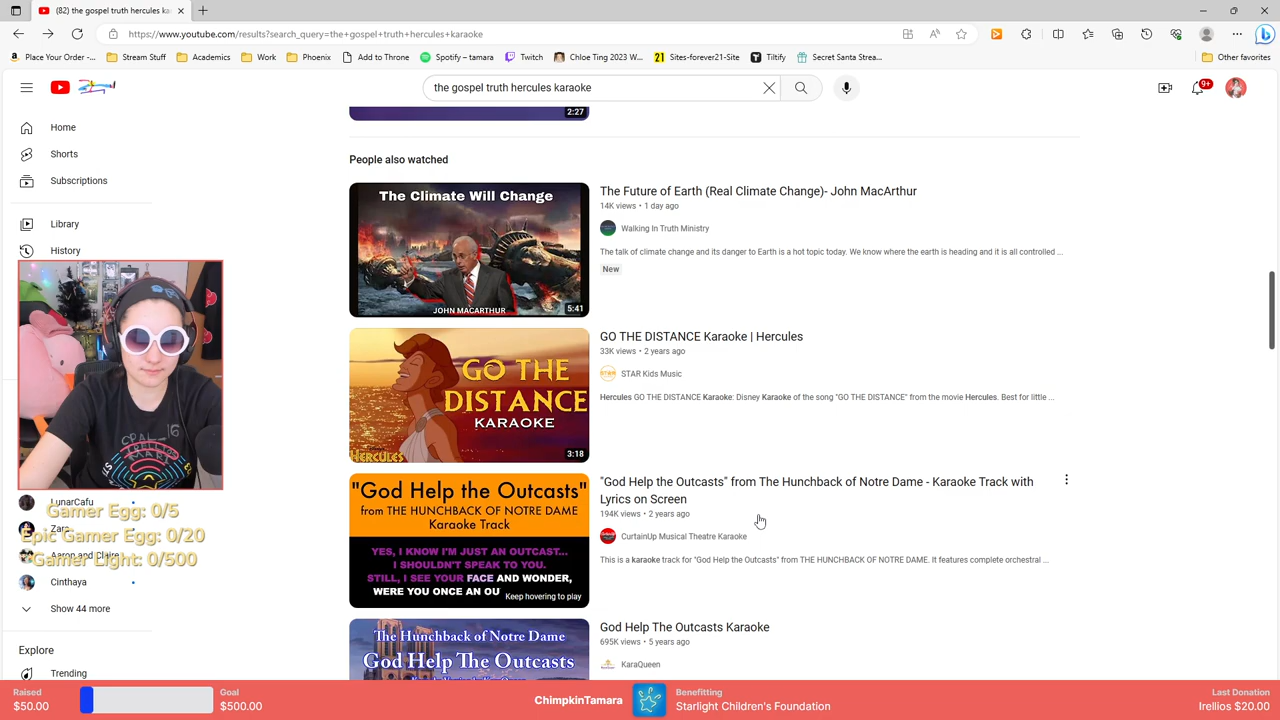 (82) the gospel truth hercules ka
https://www.youtube.com/results?search_query=the+gospel+truth+hercules+karaoke
Place Your Order -...
Stream Stuff
Academics
Work
Phoenix
Add to Throne
Spotify – tamara
Twitch
Chloe Ting 2023 W...
21
Sites-forever21-Site
Tiltify
Secret Santa Strea...
Other favorites
the gospel truth hercules karaoke
9+
Home
Shorts
Subscriptions
Library
History
2:27
People also watched
The Climate Will Change
JOHN MACARTHUR
5:41
The Future of Earth (Real Climate Change)- John MacArthur
14K views • 1 day ago
Walking In Truth Ministry
The talk of climate change and its danger to Earth is a hot topic today. We know where the earth is heading and it is all controlled ...
New
GO THE
DISTANCE
KARAOKE
HERCULES
3:18
GO THE DISTANCE Karaoke | Hercules
33K views • 2 years ago
STAR Kids Music
Hercules GO THE DISTANCE Karaoke: Disney Karaoke of the song "GO THE DISTANCE" from the movie Hercules. Best for little ...
"God Help the Outcasts"
from THE HUNCHBACK OF NOTRE DAME
Karaoke Track
YES, I KNOW I'M JUST AN OUTCAST...
I SHOULDN'T SPEAK TO YOU.
STILL, I SEE YOUR FACE AND WONDER,
WERE YOU ONCE AN OU
Keep hovering to play
"God Help the Outcasts" from The Hunchback of Notre Dame - Karaoke Track with
Lyrics on Screen
194K views • 2 years ago
CurtainUp Musical Theatre Karaoke
This is a karaoke track for "God Help the Outcasts" from THE HUNCHBACK OF NOTRE DAME. It features complete orchestral ...
The Hunchback of Notre Dame
God Help The Outcasts
God Help The Outcasts Karaoke
695K views • 5 years ago
KaraQueen
LunarCafu
Gamer Egg: 0/5
Zara
Epic Gamer Egg: 0/20
Aaron and Claire
Gamer Light: 0/500
Cinthaya
Show 44 more
Explore
Trending
Raised
$50.00
Goal
$500.00
ChimpkinTamara
Benefitting
Starlight Children's Foundation
Last Donation
Irellios $20.00